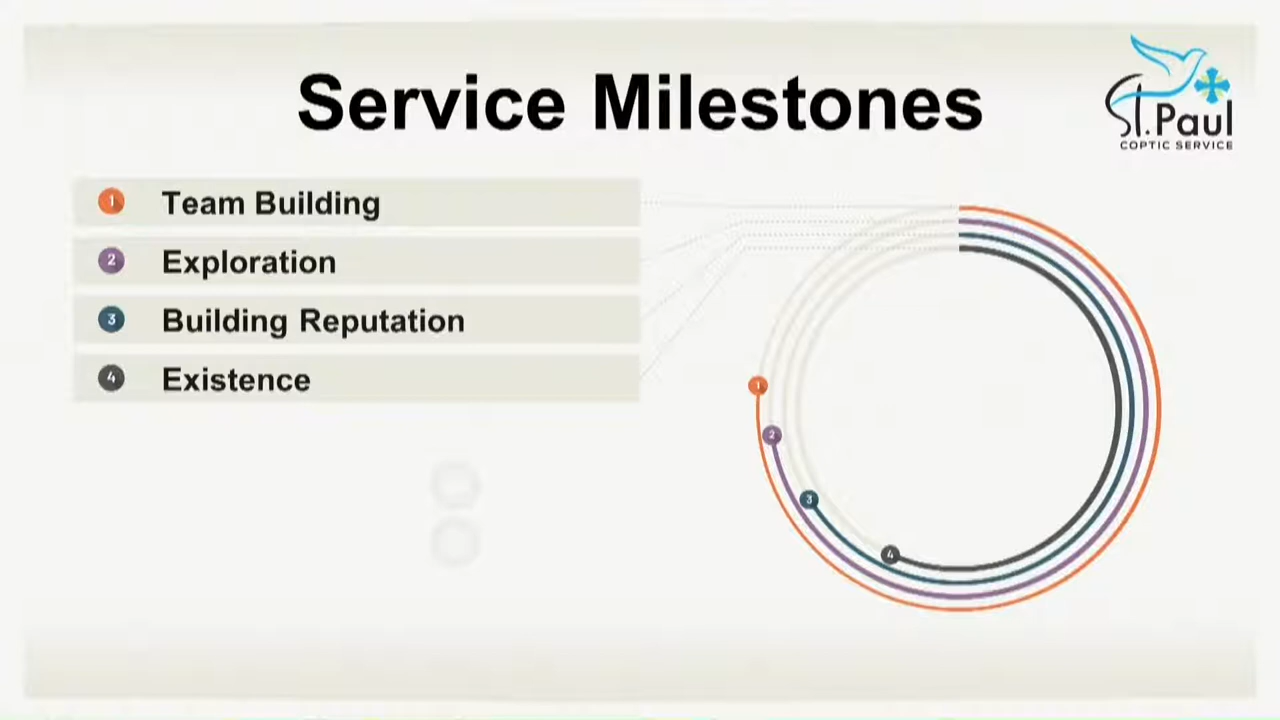 Service Milestones
St.Paul
COPTIC SERVICE
1 Team Building
2 Exploration
3 Building Reputation
4 Existence
1
2
3
4